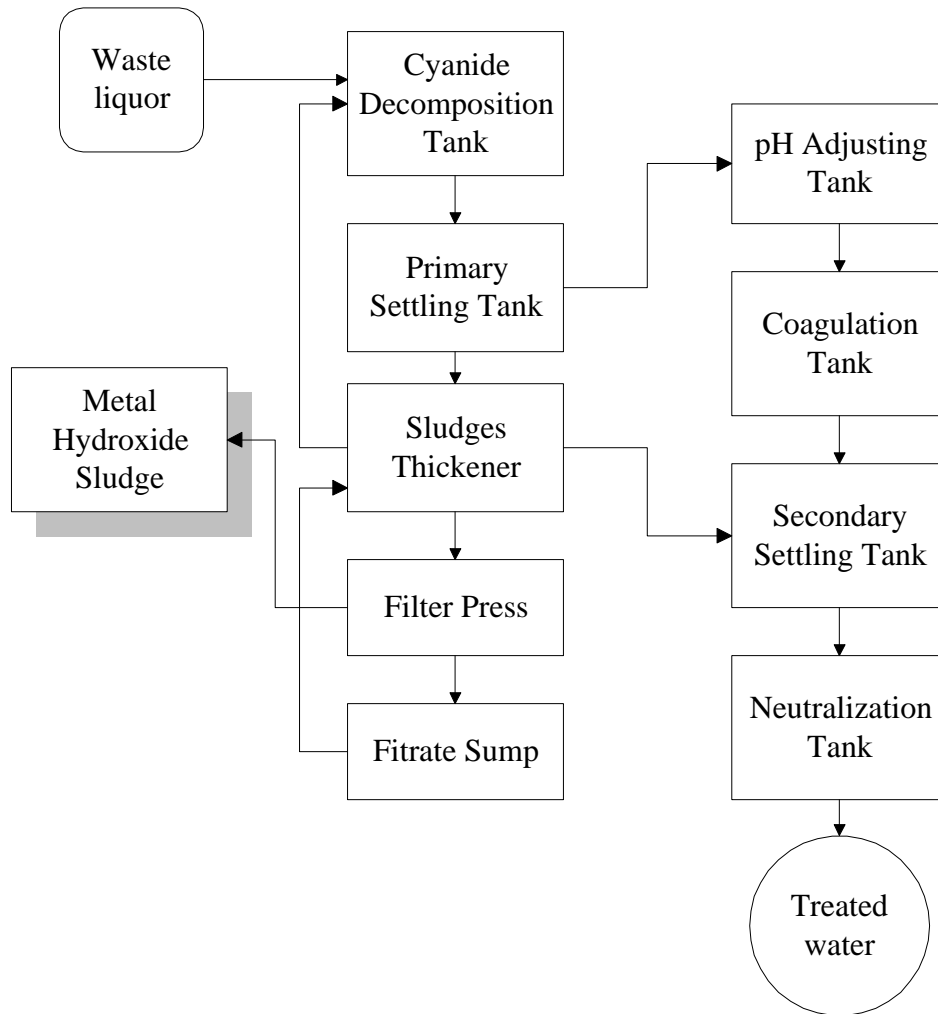 Waste
liquor
Cyanide
Decomposition
Tank
pH Adjusting
Tank
Primary
Settling Tank
Coagulation
Tank
Metal
Hydroxide
Sludge
Sludges
Thickener
Secondary
Settling Tank
Filter Press
Fitrate Sump
Neutralization
Tank
Treated
water